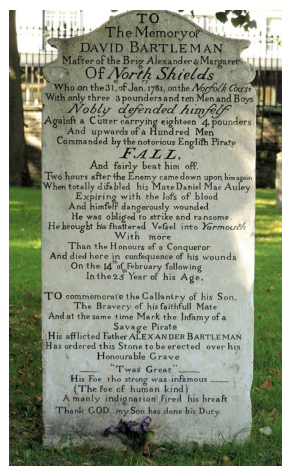 TO
The Memory of
DAVID BARTLEMAN
Master of the Brig Alexander & Margaret
Of North Shields
Who on the 31st of Jan. 1781, on the Norfolk Coast
With only three 3 pounders and ten Men and Boys
Nobly defended himself
Against a Cutter carrying eighteen 4 pounders
And upwards of a Hundred Men
Commanded by the notorious English Pirate
FALL,
And fairly beat him off.
Two hours after the Enemy came down upon him again
When totally disabled his Mate Daniel Mac Auley
Expiring with the loss of blood
And himself dangerously wounded
He was obliged to strike and ransome.
He brought his shattered Vessel into Yarmouth
With more
Than the Honours of a Conqueror
And died here in consequence of his wounds
On the 14th of February following
In the 25 Year of his Age.
TO commemorate the Gallantry of his Son,
The Bravery of his faithfull Mate
And at the same time Mark the Infamy of a
Savage Pirate
His afflicted Father ALEXANDER BARTLEMAN
Has ordered this Stone to be erected over his
Honourable Grave
"Twas Great"
His Foe tho strong was infamous
(The foe of human kind)
A manly indignation fired his breast
Thank GOD my Son has done his Duty